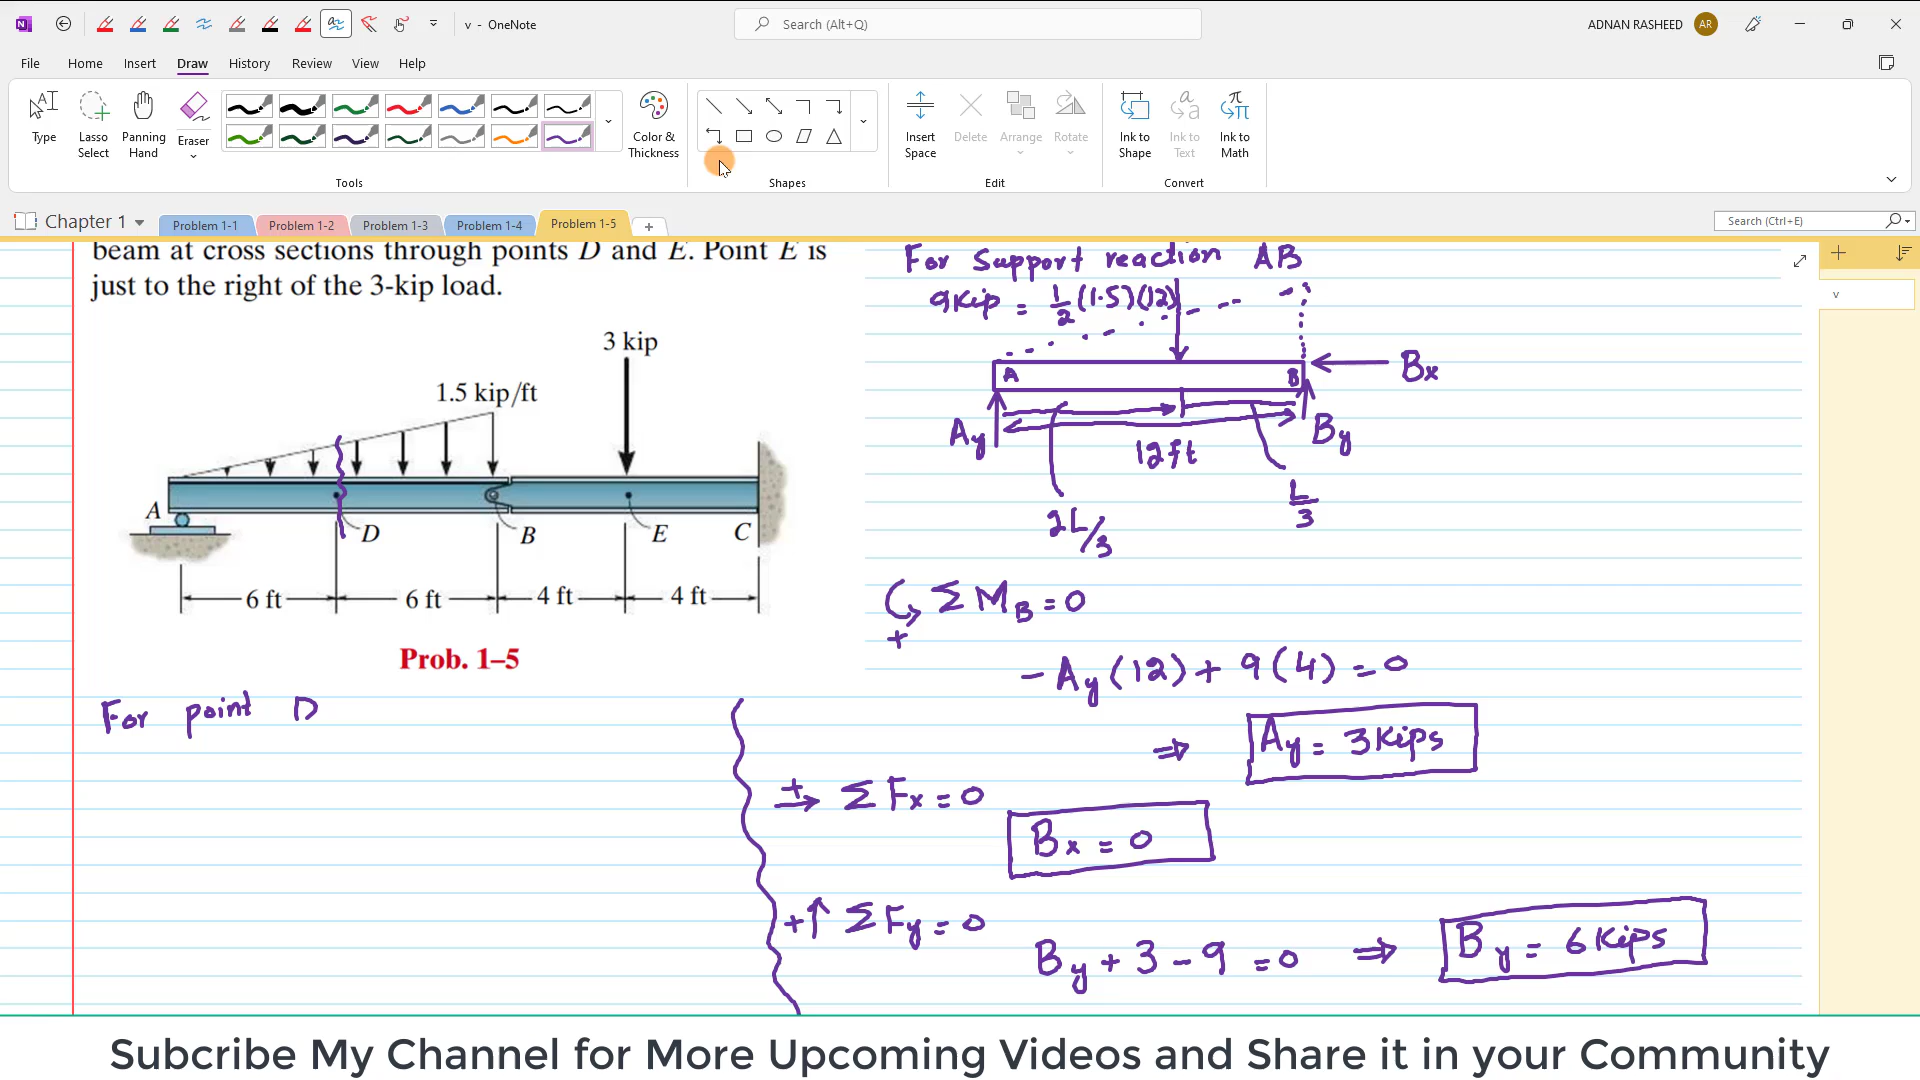 v - OneNote
Search (Alt+Q)
ADNAN RASHEED AR
File Home Insert Draw History Review View Help
Type
Lasso Select
Panning Hand
Eraser
Color & Thickness
Insert Space
Delete
Arrange
Rotate
Ink to Shape
Ink to Text
Ink to Math
Tools
Shapes
Edit
Convert
Chapter 1
Problem 1-1
Problem 1-2
Problem 1-3
Problem 1-4
Problem 1-5
Search (Ctrl+E)
v
beam at cross sections through points D and E. Point E is
just to the right of the 3-kip load.
3 kip
1.5 kip/ft
A
D
B
E
C
6 ft
6 ft
4 ft
4 ft
Prob. 1–5
For point D
For Support reaction AB
9Kip = 1/2 (1.5)(12)
A
B
Bx
Ay
By
12ft
2L/3
L/3
+ ΣM_B = 0
- Ay (12) + 9(4) = 0
⇒ Ay = 3Kips
+→ ΣFx = 0
Bx = 0
+↑ ΣFy = 0
By + 3 - 9 = 0 ⇒ By = 6Kips
Subcribe My Channel for More Upcoming Videos and Share it in your Community